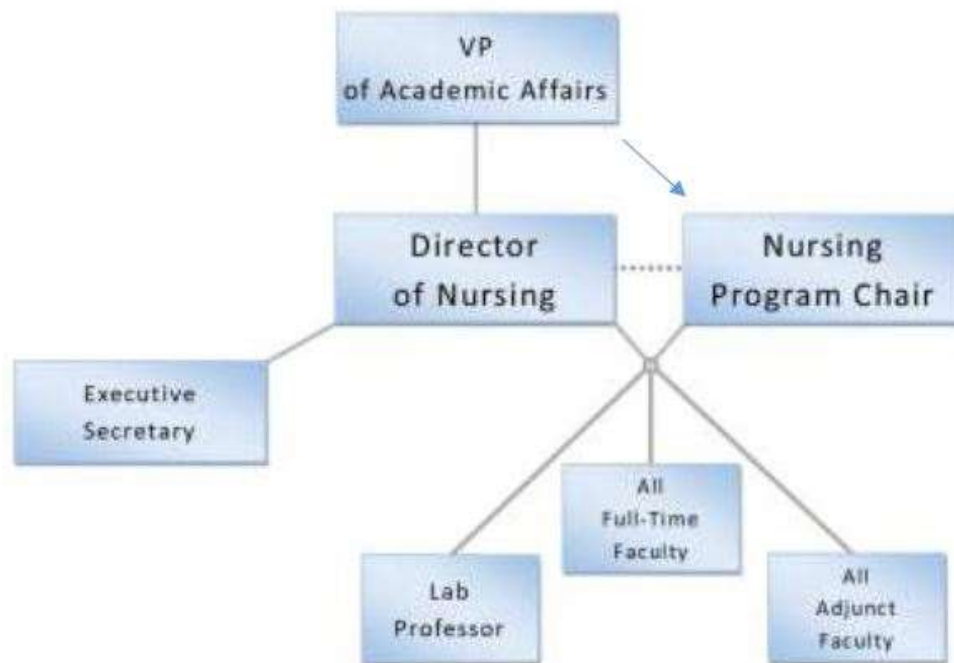 VP
of Academic Affairs
Director
of Nursing
Nursing
Program Chair
Executive
Secretary
All
Full-Time
Faculty
Lab
Professor
All
Adjunct
Faculty